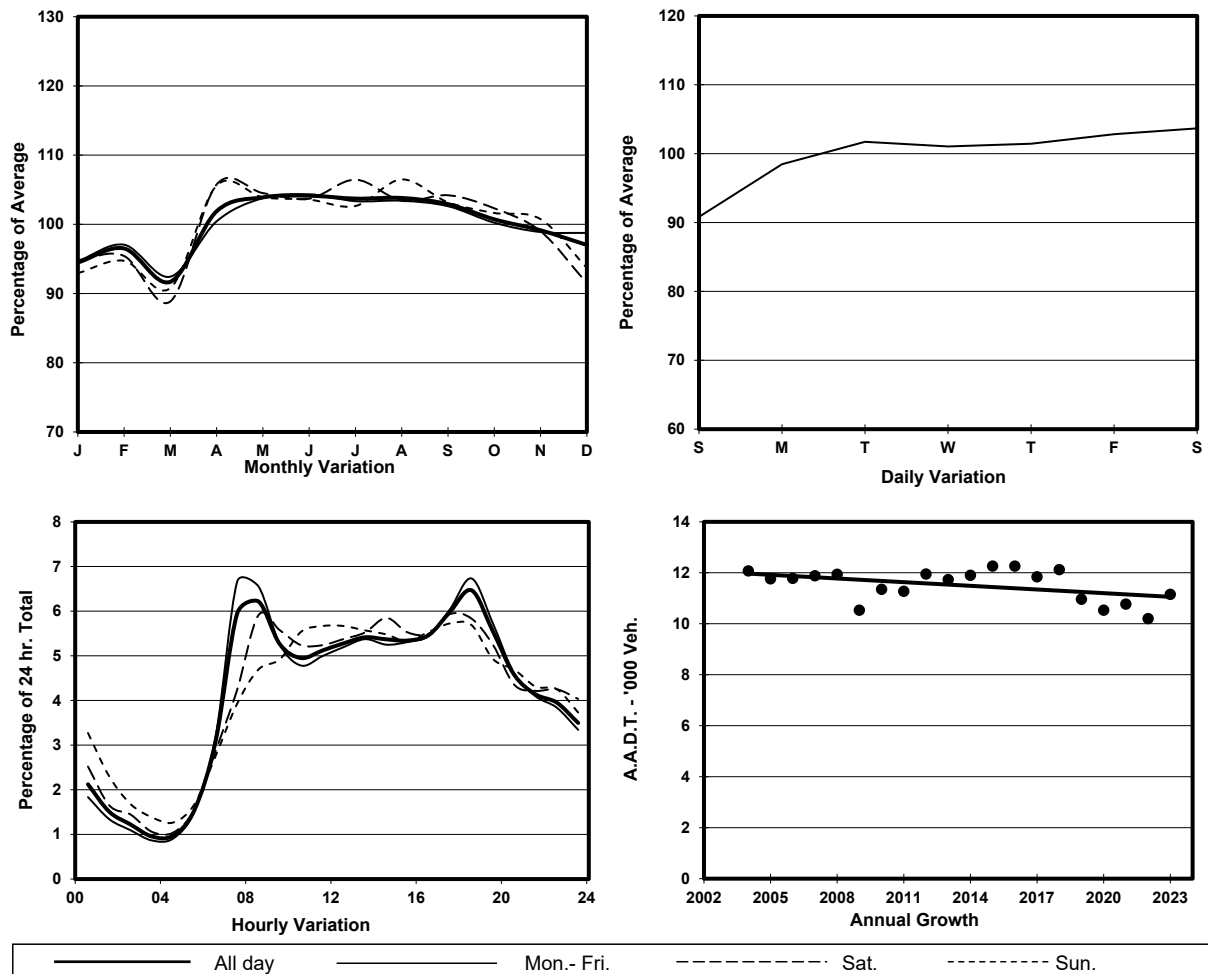 130
120
110
100
90
80
70
Percentage of Average
J F M A M J J A S O N D
Monthly Variation
120
110
100
90
80
70
60
Percentage of Average
S M T W T F S
Daily Variation
8
7
6
5
4
3
2
1
0
Percentage of 24 hr. Total
00 04 08 12 16 20 24
Hourly Variation
14
12
10
8
6
4
2
0
A.A.D.T. - '000 Veh.
2002 2005 2008 2011 2014 2017 2020 2023
Annual Growth
All day Mon.- Fri. Sat. Sun.